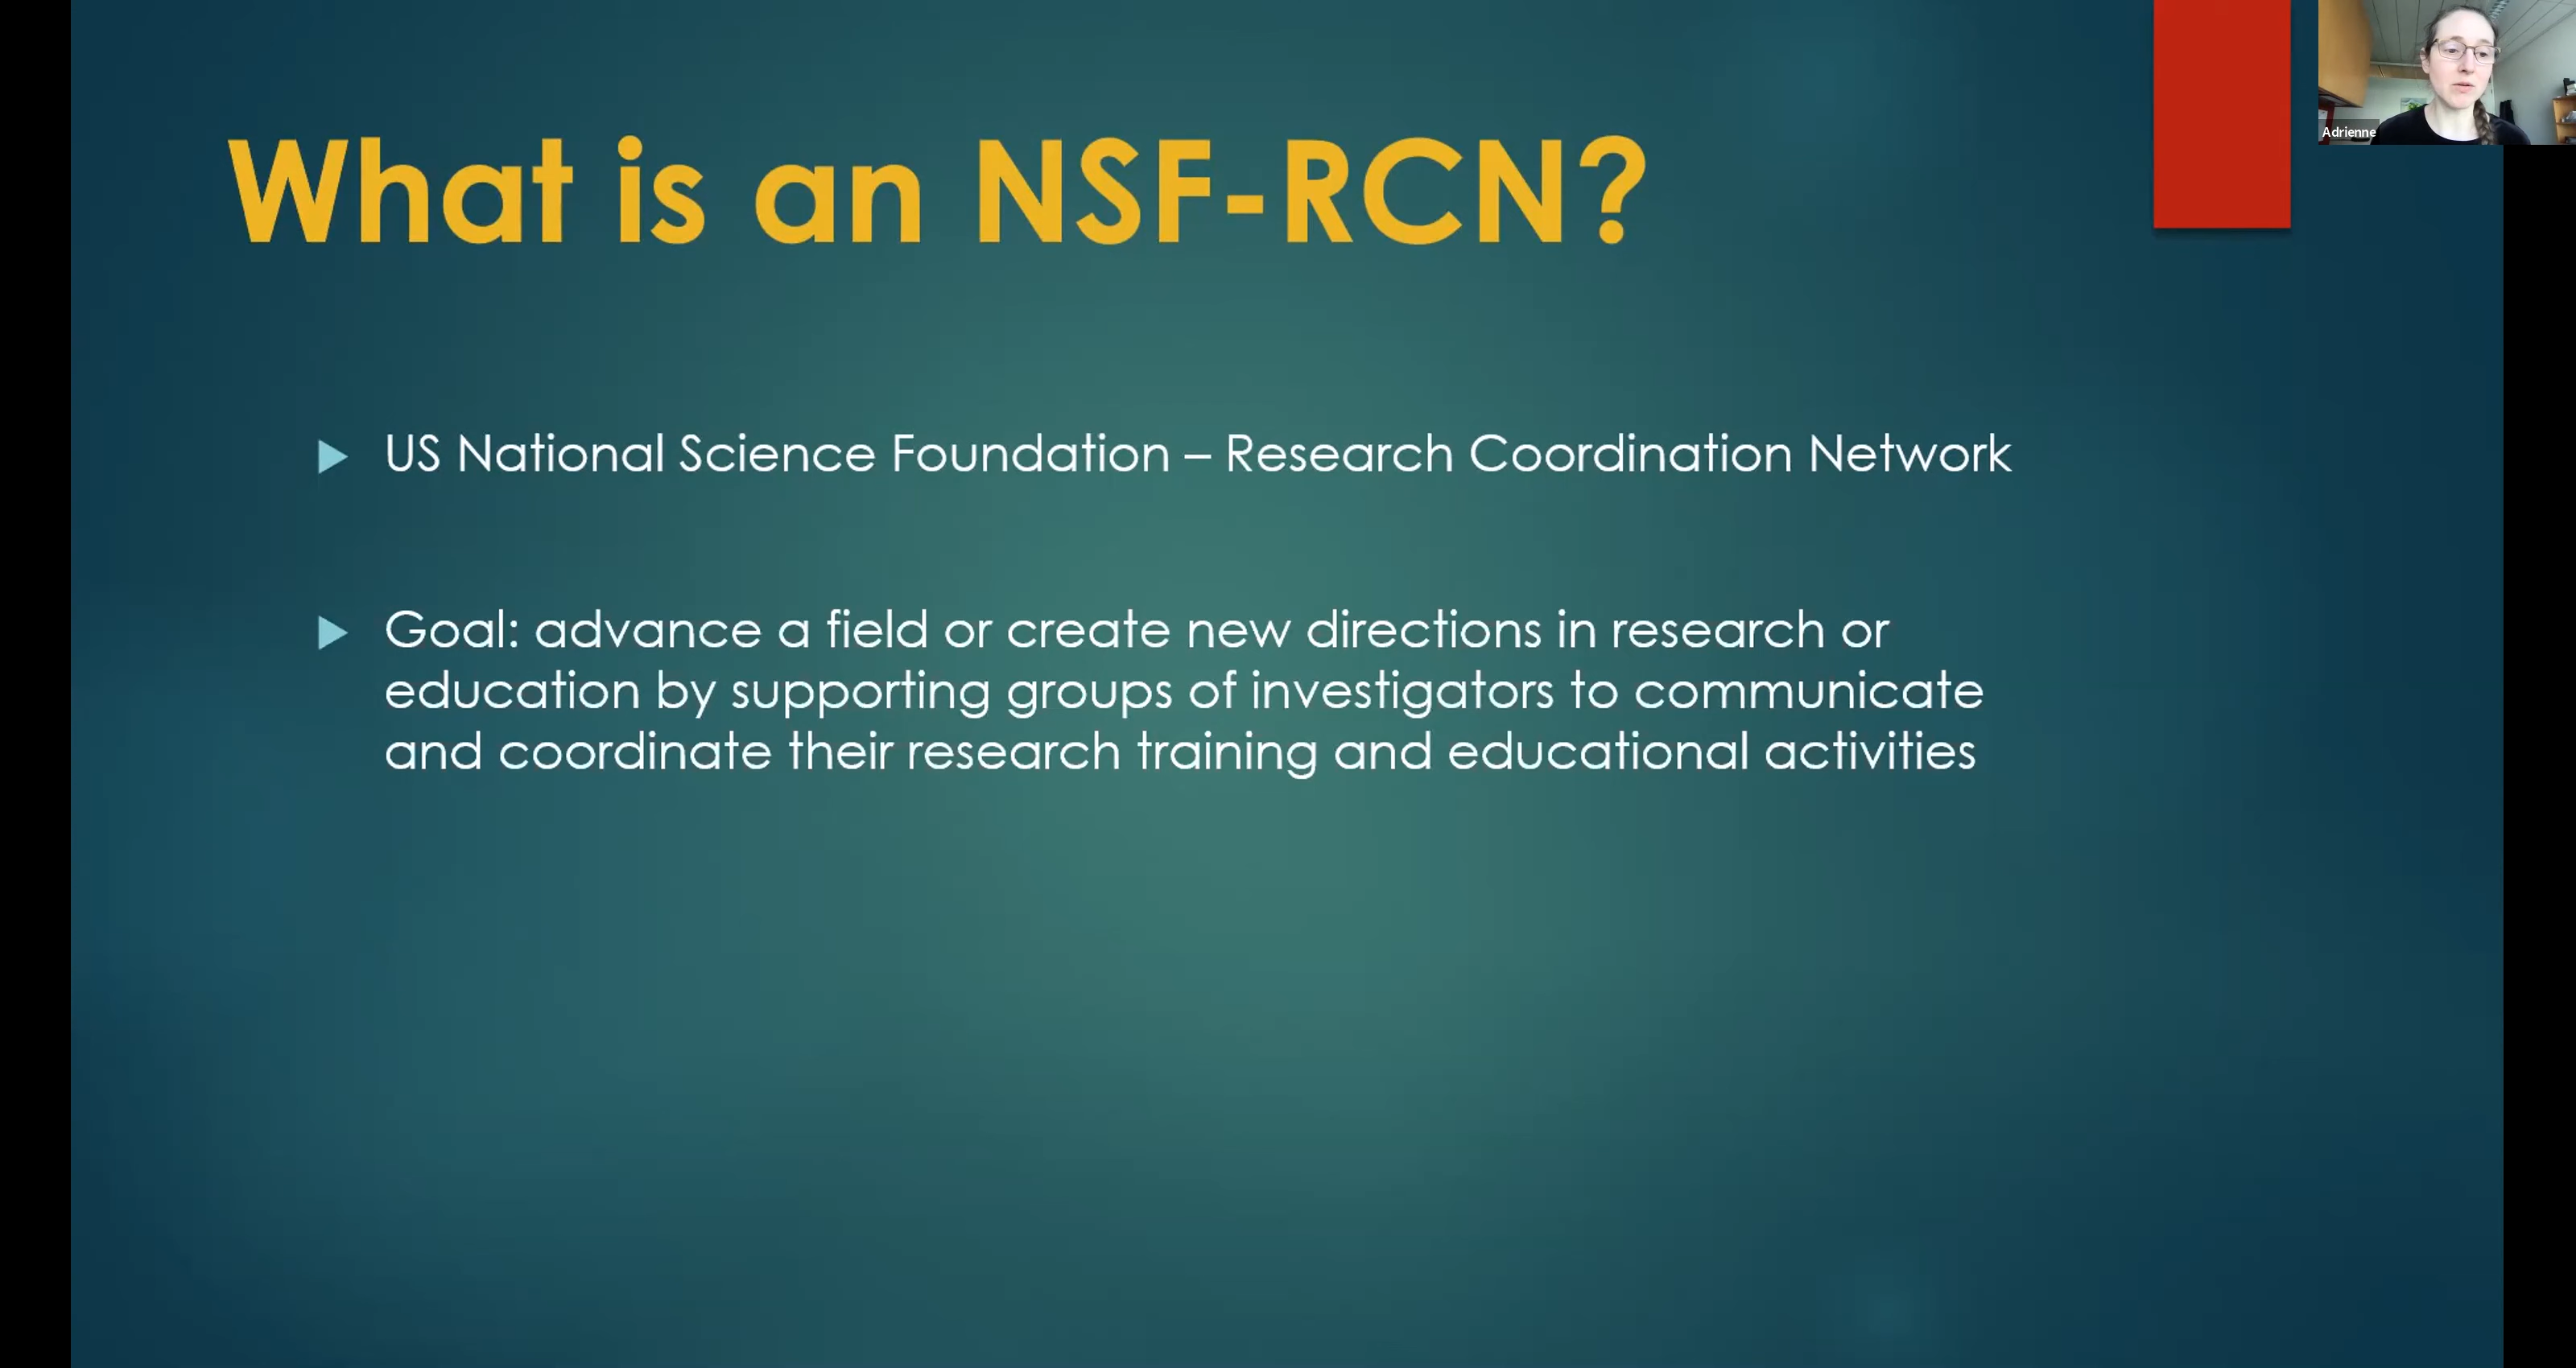 What is an NSF-RCN?
Adrienne
US National Science Foundation – Research Coordination Network
Goal: advance a field or create new directions in research or
education by supporting groups of investigators to communicate
and coordinate their research training and educational activities